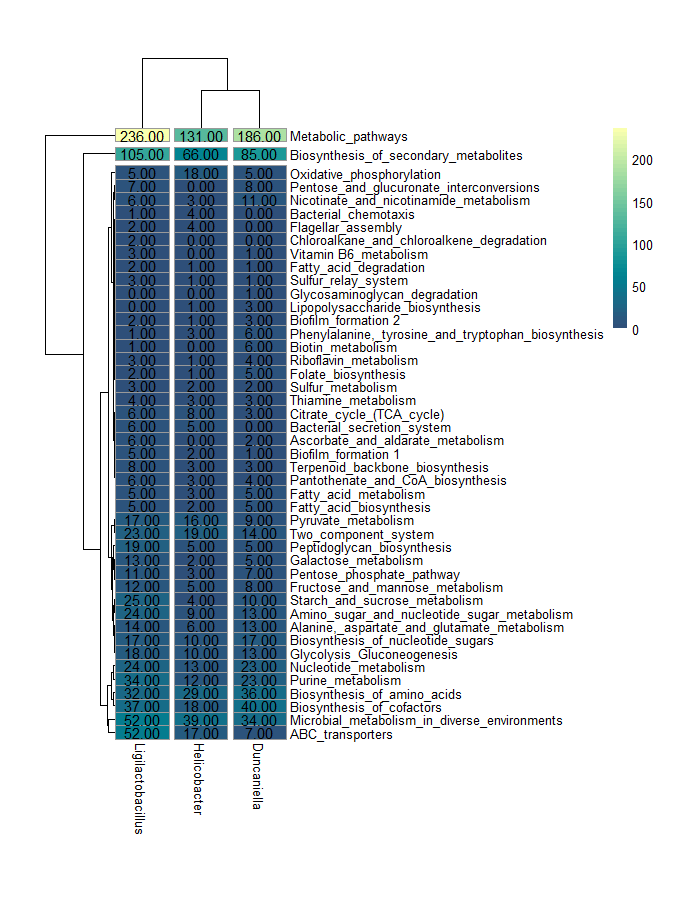 236.00 131.00 186.00 Metabolic_pathways
105.00 66.00 85.00 Biosynthesis_of_secondary_metabolites
5.00 18.00 5.00 Oxidative_phosphorylation
7.00 0.00 8.00 Pentose_and_glucuronate_interconversions
6.00 3.00 11.00 Nicotinate_and_nicotinamide_metabolism
1.00 4.00 0.00 Bacterial_chemotaxis
2.00 4.00 0.00 Flagellar_assembly
2.00 0.00 0.00 Chloroalkane_and_chloroalkene_degradation
3.00 0.00 1.00 Vitamin B6_metabolism
2.00 1.00 1.00 Fatty_acid_degradation
3.00 1.00 1.00 Sulfur_relay_system
0.00 0.00 1.00 Glycosaminoglycan_degradation
0.00 1.00 3.00 Lipopolysaccharide_biosynthesis
2.00 1.00 3.00 Biofilm_formation 2
1.00 3.00 6.00 Phenylalanine,_tyrosine_and_tryptophan_biosynthesis
1.00 0.00 6.00 Biotin_metabolism
3.00 1.00 4.00 Riboflavin_metabolism
2.00 1.00 5.00 Folate_biosynthesis
3.00 2.00 2.00 Sulfur_metabolism
4.00 3.00 3.00 Thiamine_metabolism
6.00 8.00 3.00 Citrate_cycle_(TCA_cycle)
6.00 5.00 0.00 Bacterial_secretion_system
6.00 0.00 2.00 Ascorbate_and_aldarate_metabolism
5.00 2.00 1.00 Biofilm_formation 1
8.00 3.00 3.00 Terpenoid_backbone_biosynthesis
6.00 3.00 4.00 Pantothenate_and_CoA_biosynthesis
5.00 3.00 5.00 Fatty_acid_metabolism
5.00 2.00 5.00 Fatty_acid_biosynthesis
17.00 16.00 9.00 Pyruvate_metabolism
23.00 19.00 14.00 Two_component_system
19.00 5.00 5.00 Peptidoglycan_biosynthesis
13.00 2.00 5.00 Galactose_metabolism
11.00 3.00 7.00 Pentose_phosphate_pathway
12.00 5.00 8.00 Fructose_and_mannose_metabolism
25.00 4.00 10.00 Starch_and_sucrose_metabolism
24.00 9.00 13.00 Amino_sugar_and_nucleotide_sugar_metabolism
14.00 6.00 13.00 Alanine,_aspartate_and_glutamate_metabolism
17.00 10.00 17.00 Biosynthesis_of_nucleotide_sugars
18.00 10.00 13.00 Glycolysis_Gluconeogenesis
24.00 13.00 23.00 Nucleotide_metabolism
34.00 12.00 23.00 Purine_metabolism
32.00 29.00 36.00 Biosynthesis_of_amino_acids
37.00 18.00 40.00 Biosynthesis_of_cofactors
52.00 39.00 34.00 Microbial_metabolism_in_diverse_environments
52.00 17.00 7.00 ABC_transporters
Ligilactobacillus
Helicobacter
Duncaniella
200
150
100
50
0